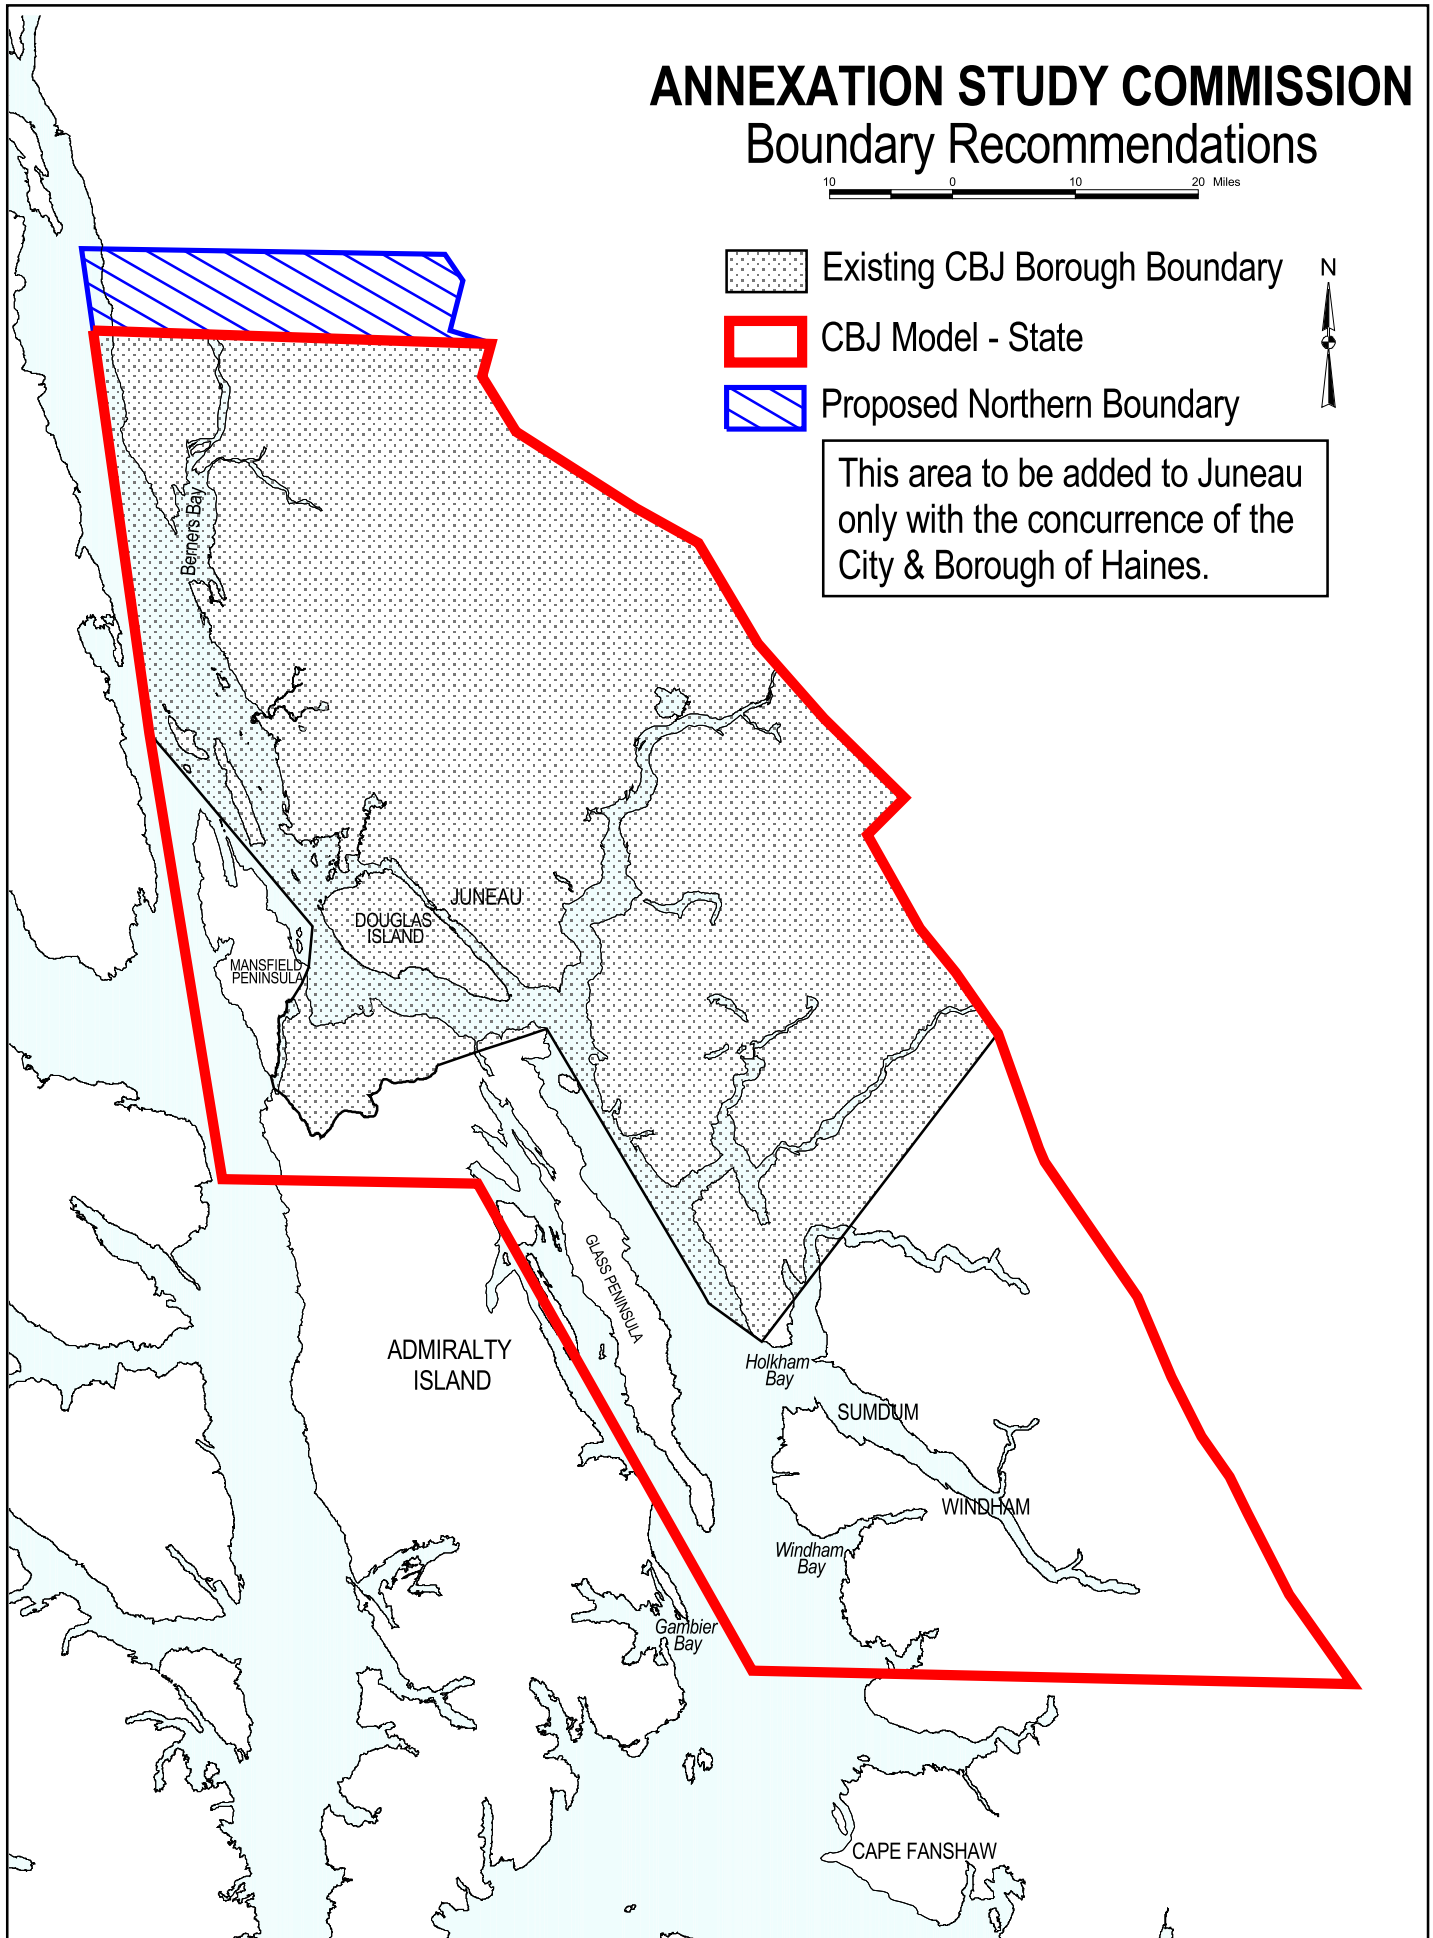 ANNEXATION STUDY COMMISSION
Boundary Recommendations
10 0 10 20 Miles
Existing CBJ Borough Boundary
N
CBJ Model - State
Proposed Northern Boundary
This area to be added to Juneau
only with the concurrence of the
City & Borough of Haines.
Berners Bay
JUNEAU
DOUGLAS
ISLAND
MANSFIELD
PENINSULA
GLASS PENINSULA
ADMIRALTY
ISLAND
Holkham
Bay
SUMDUM
WINDHAM
Windham
Bay
Gambier
Bay
CAPE FANSHAW